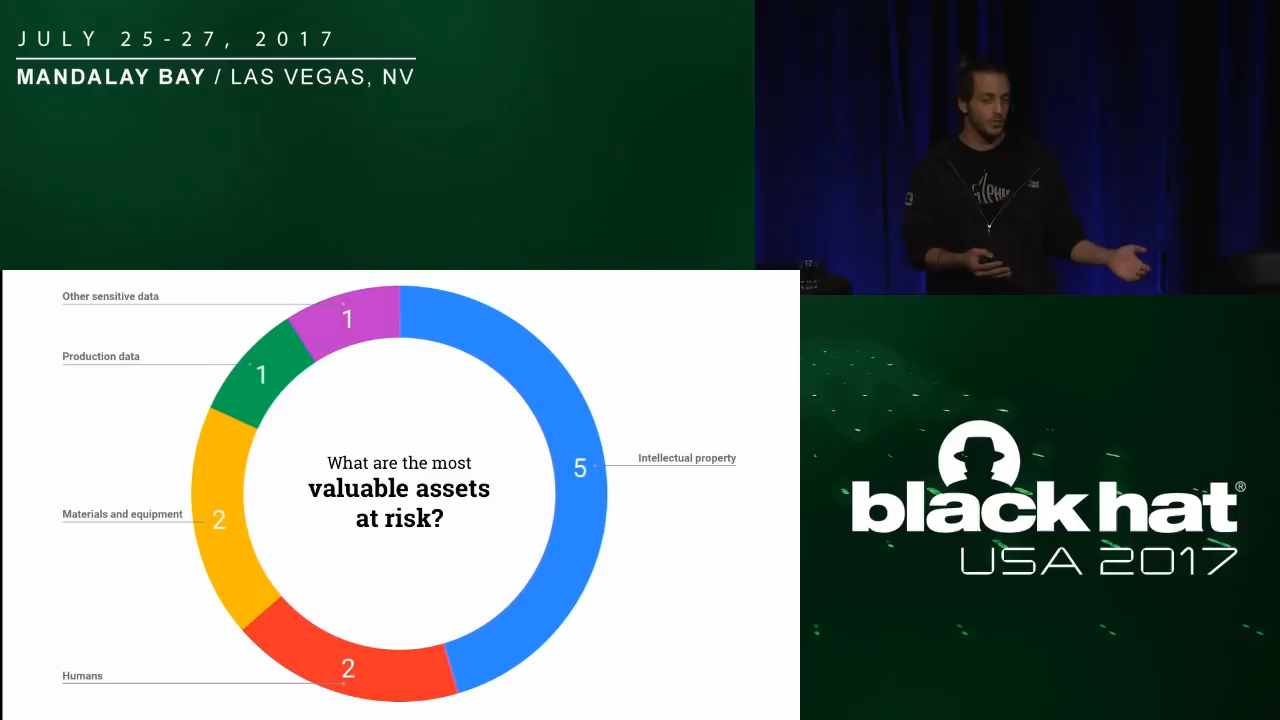 JULY 25-27, 2017
MANDALAY BAY / LAS VEGAS, NV
Other sensitive data
1
Production data
1
What are the most
valuable assets
at risk?
5
Intellectual property
Materials and equipment
2
Humans
2
black hat®
USA 2017